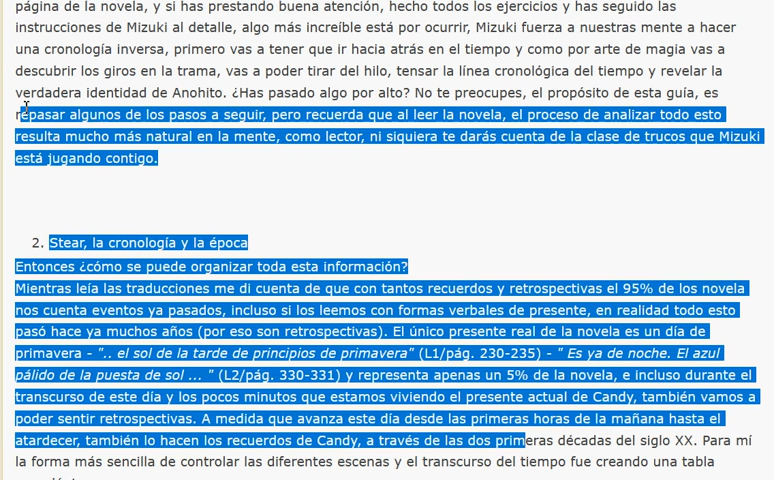 página de la novela, y si has prestando buena atención, hecho todos los ejercicios y has seguido las
instrucciones de Mizuki al detalle, algo más increíble está por ocurrir, Mizuki fuerza a nuestras mente a hacer
una cronología inversa, primero vas a tener que ir hacia atrás en el tiempo y como por arte de magia vas a
descubrir los giros en la trama, vas a poder tirar del hilo, tensar la línea cronológica del tiempo y revelar la
verdadera identidad de Anohito. ¿Has pasado algo por alto? No te preocupes, el propósito de esta guía, es
repasar algunos de los pasos a seguir, pero recuerda que al leer la novela, el proceso de analizar todo esto
resulta mucho más natural en la mente, como lector, ni siquiera te darás cuenta de la clase de trucos que Mizuki
está jugando contigo.
2. Stear, la cronología y la época
Entonces ¿cómo se puede organizar toda esta información?
Mientras leía las traducciones me di cuenta de que con tantos recuerdos y retrospectivas el 95% de los novela
nos cuenta eventos ya pasados, incluso si los leemos con formas verbales de presente, en realidad todo esto
pasó hace ya muchos años (por eso son retrospectivas). El único presente real de la novela es un día de
primavera - ".. el sol de la tarde de principios de primavera" (L1/pág. 230-235) - " Es ya de noche. El azul
pálido de la puesta de sol ... " (L2/pág. 330-331) y representa apenas un 5% de la novela, e incluso durante el
transcurso de este día y los pocos minutos que estamos viviendo el presente actual de Candy, también vamos a
poder sentir retrospectivas. A medida que avanza este día desde las primeras horas de la mañana hasta el
atardecer, también lo hacen los recuerdos de Candy, a través de las dos primeras décadas del siglo XX. Para mí
la forma más sencilla de controlar las diferentes escenas y el transcurso del tiempo fue creando una tabla